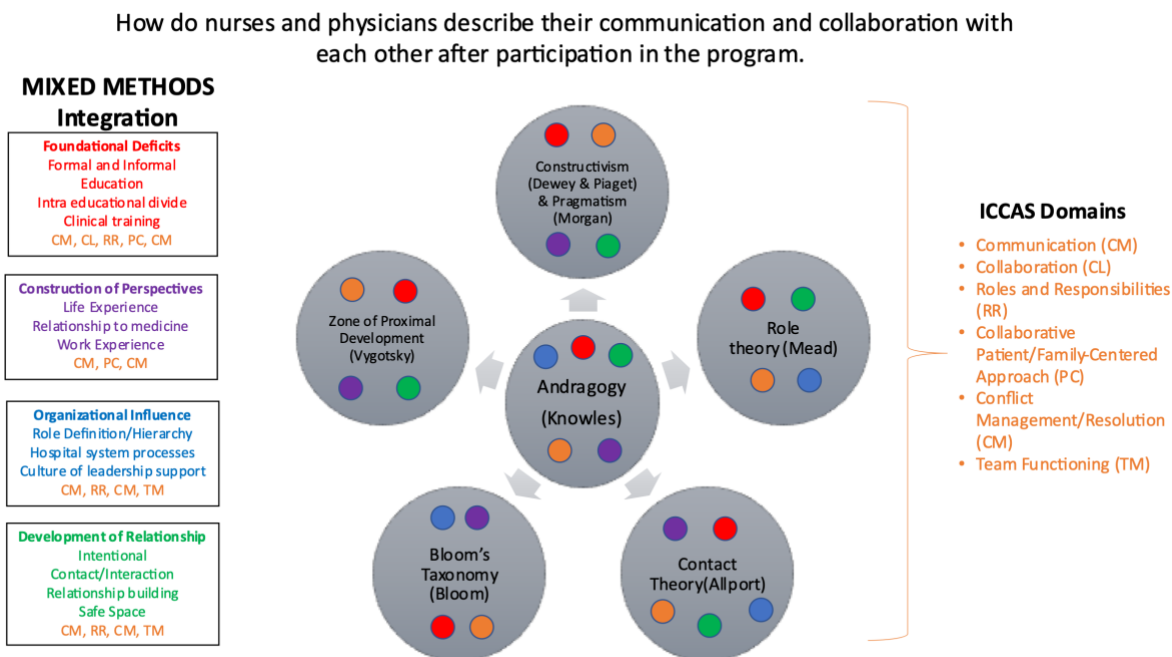 How do nurses and physicians describe their communication and collaboration with
each other after participation in the program.
MIXED METHODS
Integration
Foundational Deficits
Formal and Informal
Education
Intra educational divide
Clinical training
CM, CL, RR, PC, CM
Construction of Perspectives
Life Experience
Relationship to medicine
Work Experience
CM, PC, CM
Organizational Influence
Role Definition/Hierarchy
Hospital system processes
Culture of leadership support
CM, RR, CM, TM
Development of Relationship
Intentional
Contact/Interaction
Relationship building
Safe Space
CM, RR, CM, TM
Constructivism
(Dewey & Piaget)
& Pragmatism
(Morgan)
Zone of Proximal
Development
(Vygotsky)
Role
theory (Mead)
Andragogy
(Knowles)
Bloom's
Taxonomy
(Bloom)
Contact
Theory(Allport)
ICCAS Domains
• Communication (CM)
• Collaboration (CL)
• Roles and Responsibilities
(RR)
• Collaborative
Patient/Family-Centered
Approach (PC)
• Conflict
Management/Resolution
(CM)
• Team Functioning (TM)